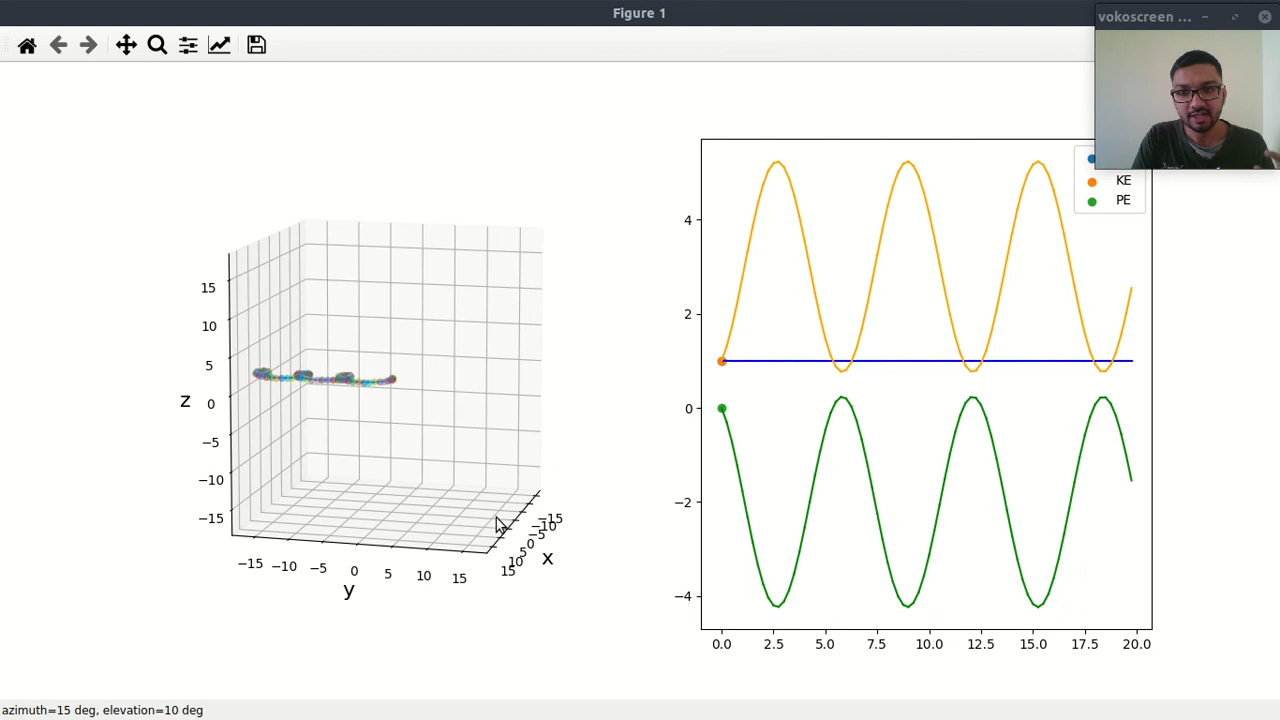 Figure 1
vokoscreen ...
KE
PE
4
2
0
−2
−4
0.0 2.5 5.0 7.5 10.0 12.5 15.0 17.5 20.0
15
10
5
z 0
−5
−10
−15
−15 −10 −5 0 5 10 15
y
−15
−10
−5
0
5
10
15
x
azimuth=15 deg, elevation=10 deg